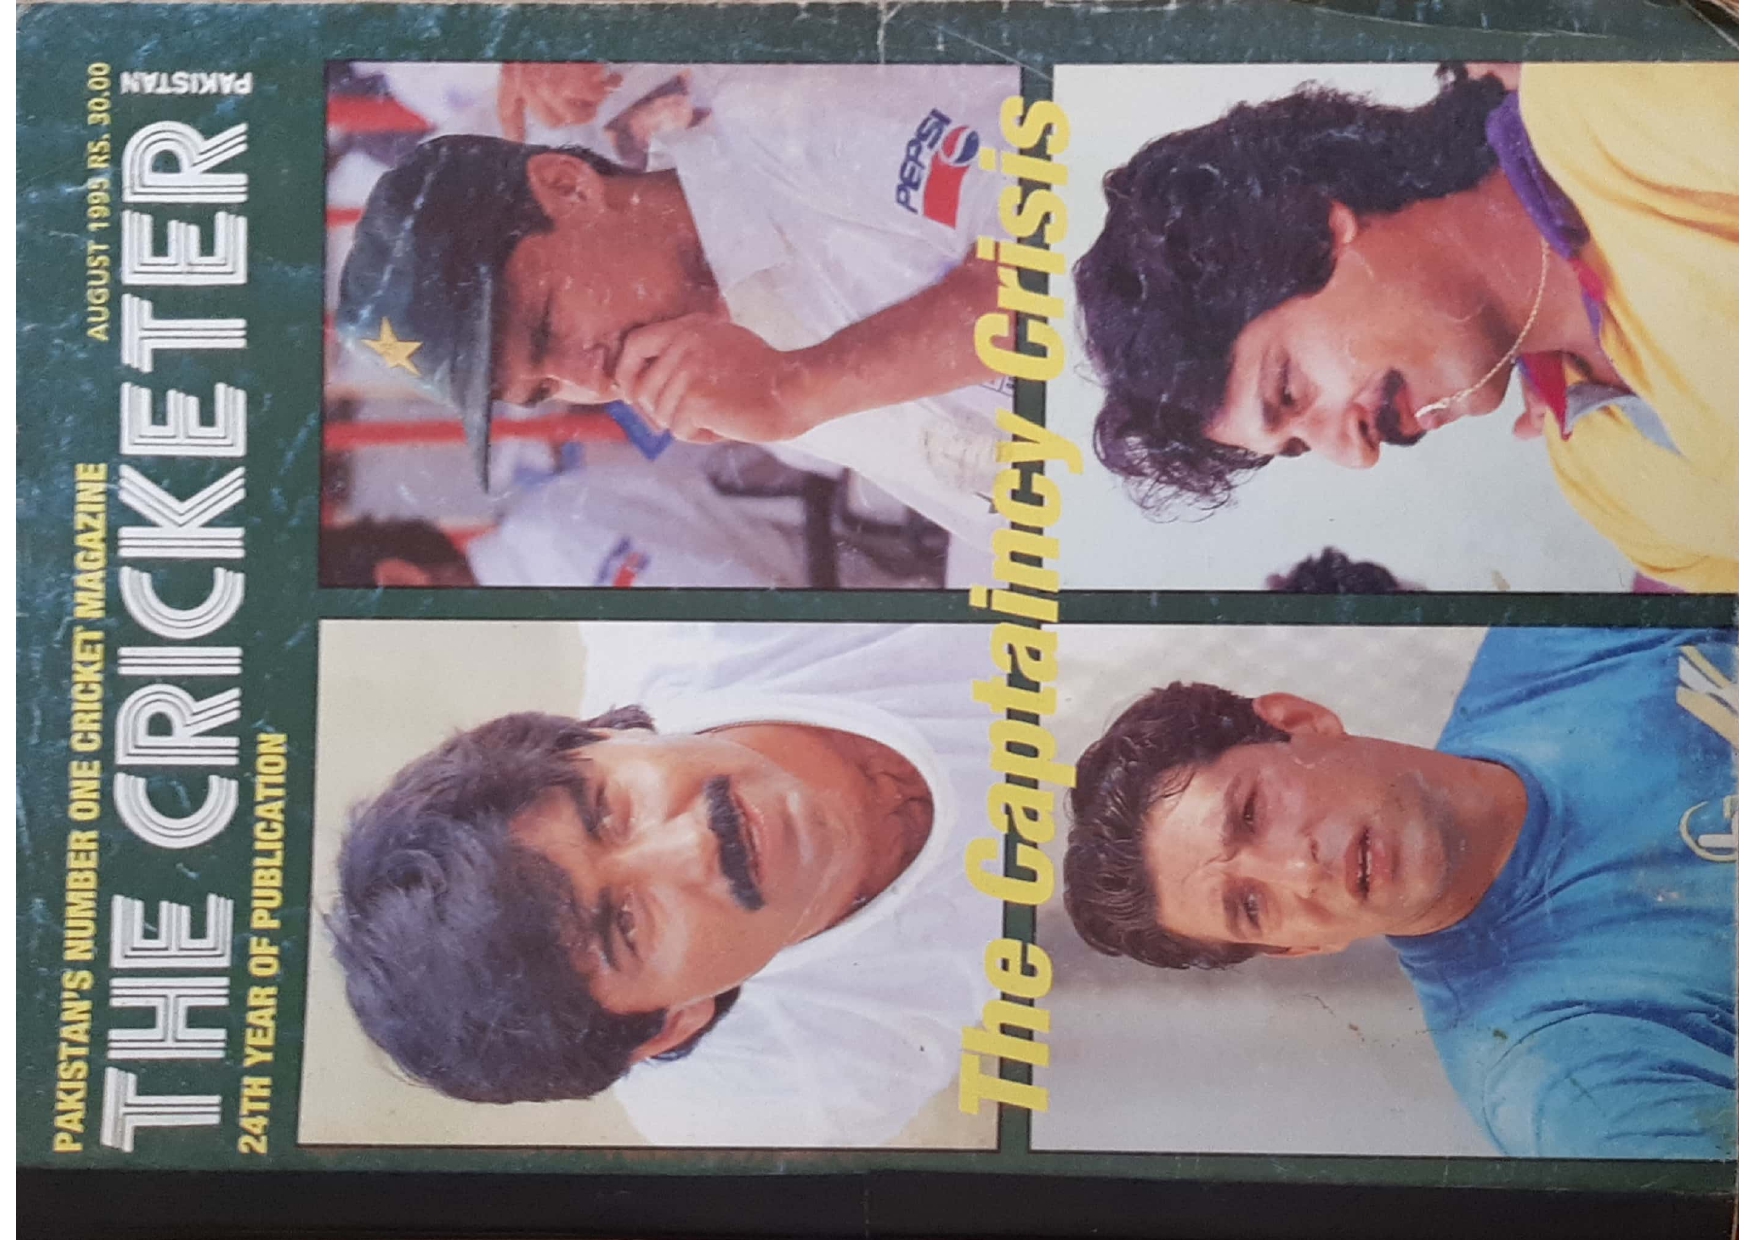 AUGUST 1995 RS. 30.00
PAKISTAN'S NUMBER ONE CRICKET MAGAZINE
THE CRICKETER PAKISTAN
24TH YEAR OF PUBLICATION
PEPSI
The Captaincy Crisis